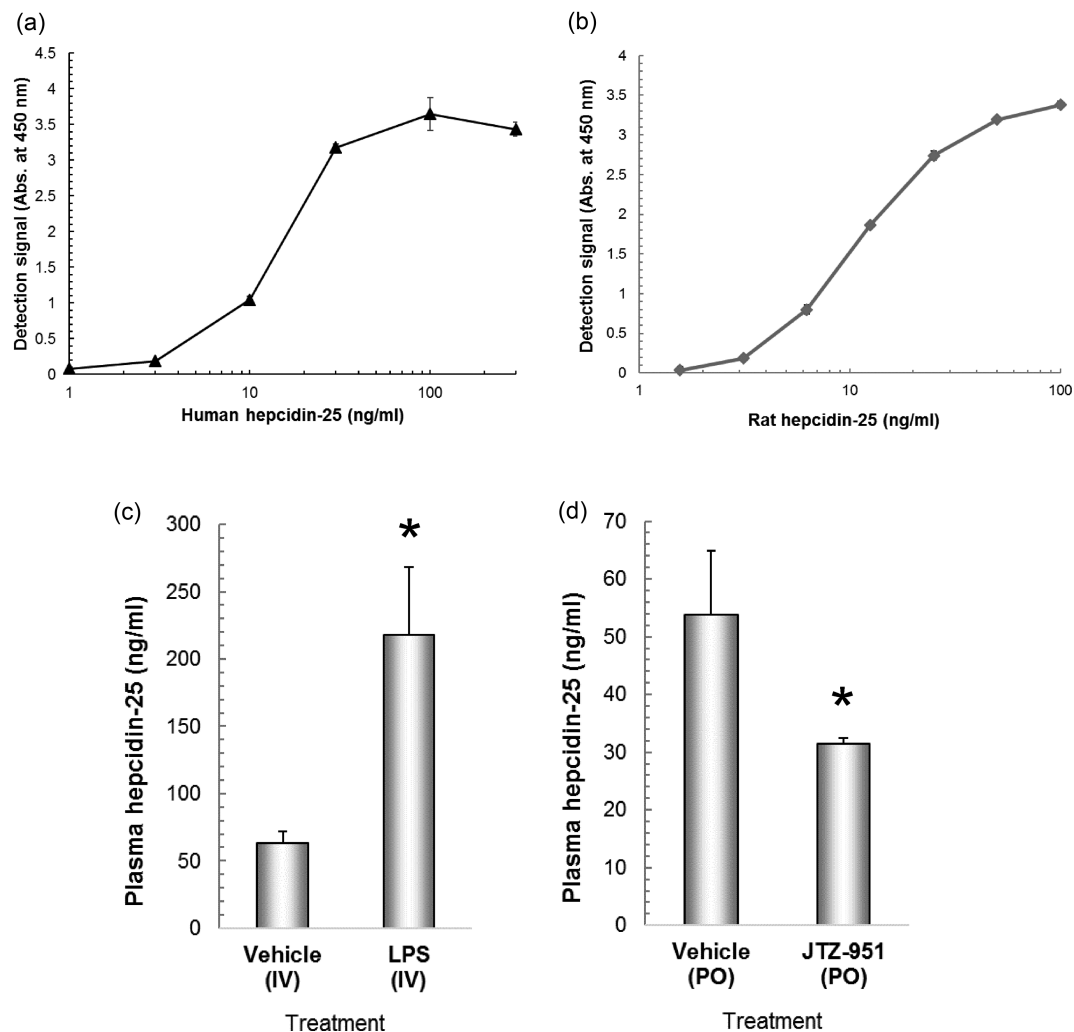 (a)
Detection signal (Abs. at 450 nm)
4.5
4
3.5
3
2.5
2
1.5
1
0.5
0
1
10
100
Human hepcidin-25 (ng/ml)
(b)
Detection signal (Abs. at 450 nm)
4
3.5
3
2.5
2
1.5
1
0.5
0
1
10
100
Rat hepcidin-25 (ng/ml)
(c)
Plasma hepcidin-25 (ng/ml)
300
250
200
150
100
50
0
*
Vehicle
(IV)
LPS
(IV)
Treatment
(d)
Plasma hepcidin-25 (ng/ml)
70
60
50
40
30
20
10
0
*
Vehicle
(PO)
JTZ-951
(PO)
Treatment